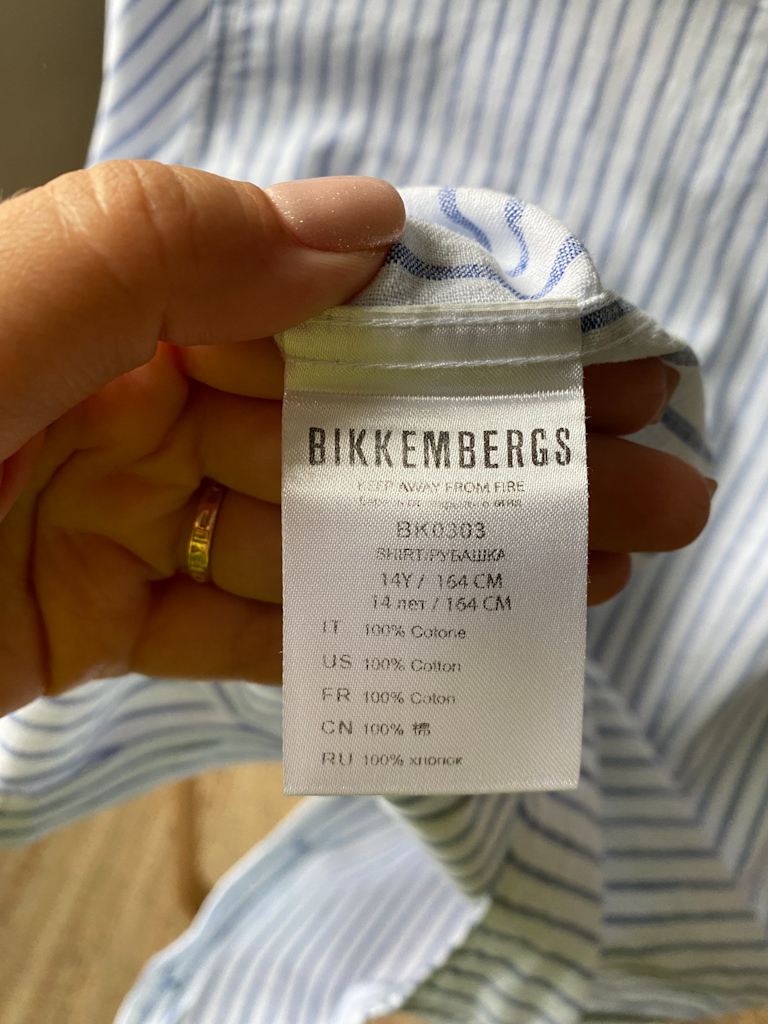 BIKKEMBERGS
KEEP AWAY FROM FIRE
BK0303
SHIRT/РУБАШКА
14Y / 164 CM
14 лет / 164 CM
IT 100% Cotone
US 100% Cotton
FR 100% Coton
CN 100% 棉
RU 100% хлопок